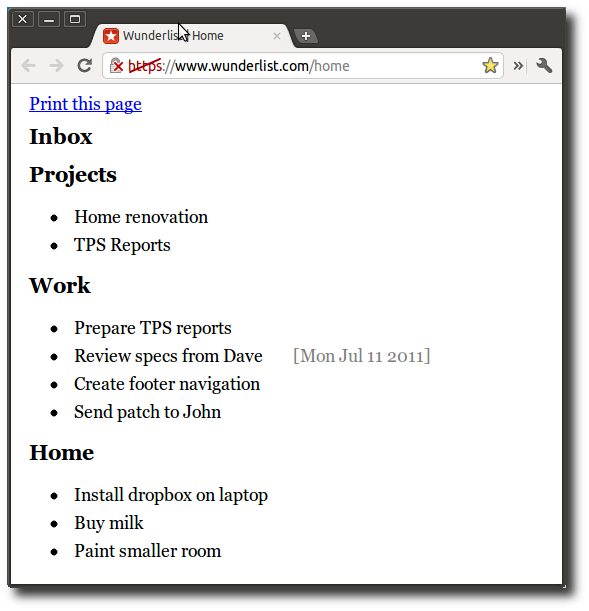 Wunderlist Home
https://www.wunderlist.com/home
Print this page
Inbox
Projects
Home renovation
TPS Reports
Work
Prepare TPS reports
Review specs from Dave [Mon Jul 11 2011]
Create footer navigation
Send patch to John
Home
Install dropbox on laptop
Buy milk
Paint smaller room